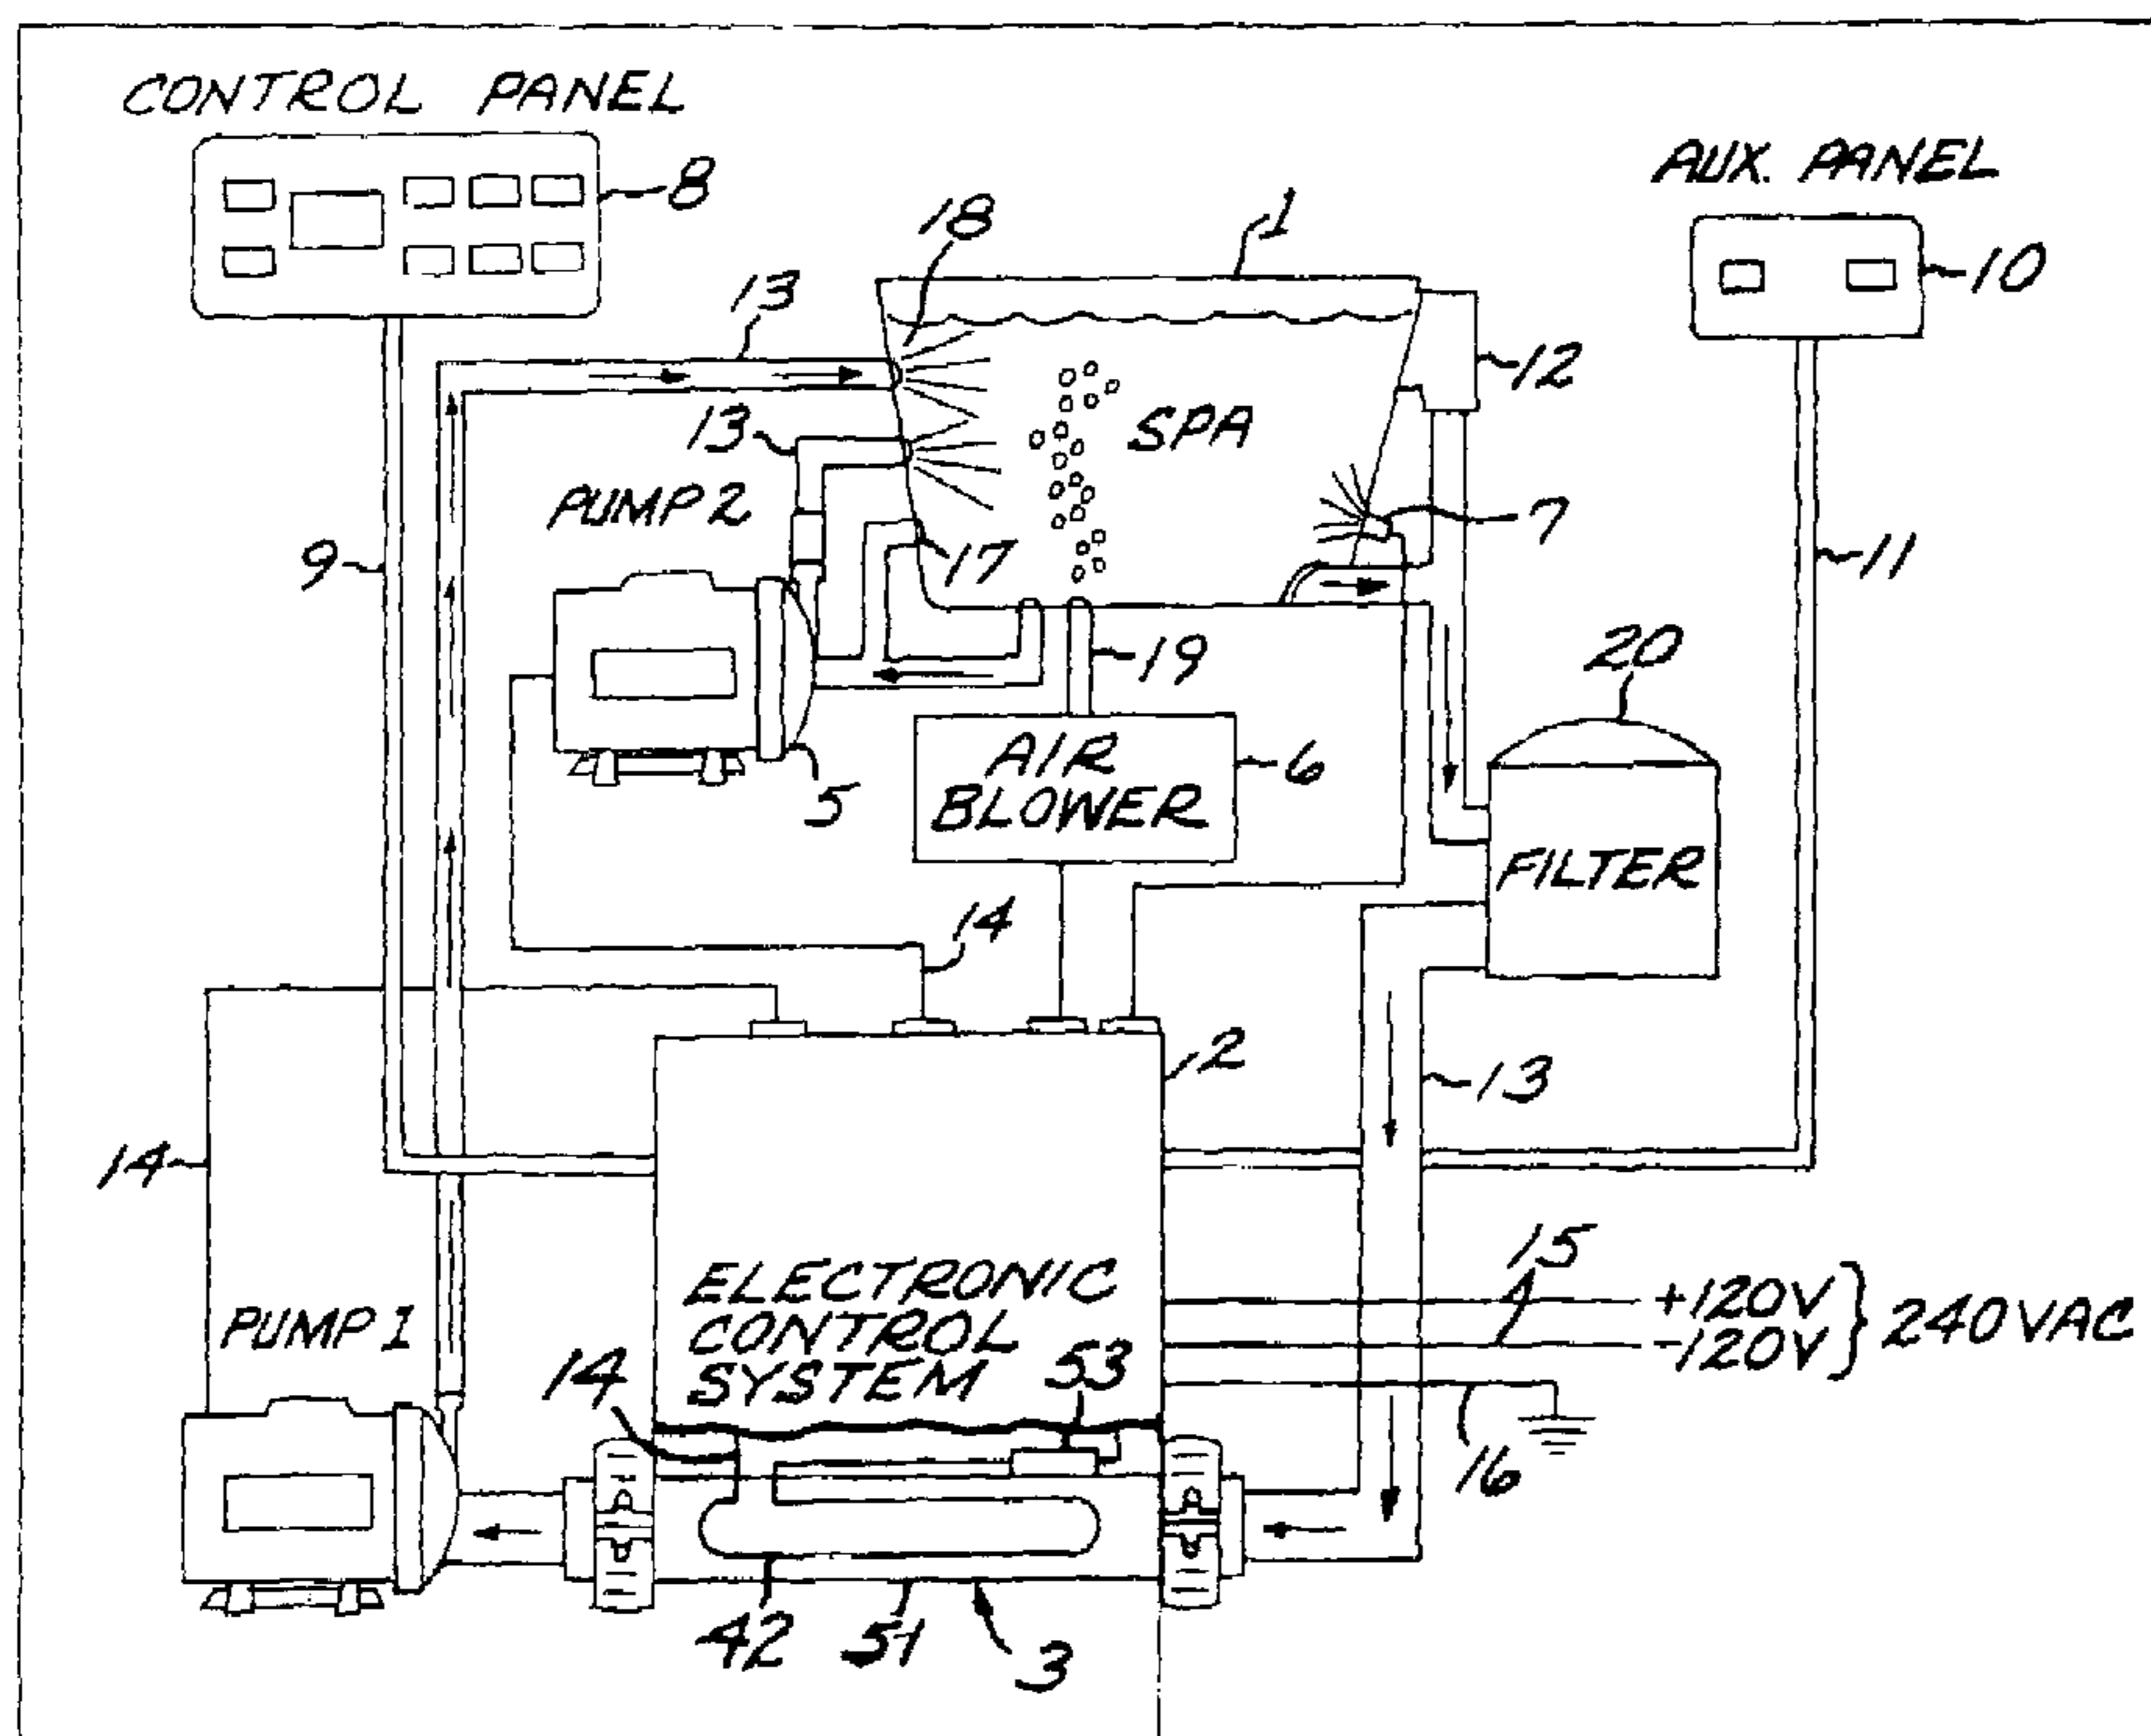 CONTROL PANEL
AUX. PANEL
8
18
1
10
13
12
13
SPA
PUMP 2
7
9
17
11
19
20
5
AIR
BLOWER
6
FILTER
14
2
13
14
15
ELECTRONIC
CONTROL
SYSTEM
+120V
-120V
240 VAC
PUMP 1
14
53
16
42
51
3